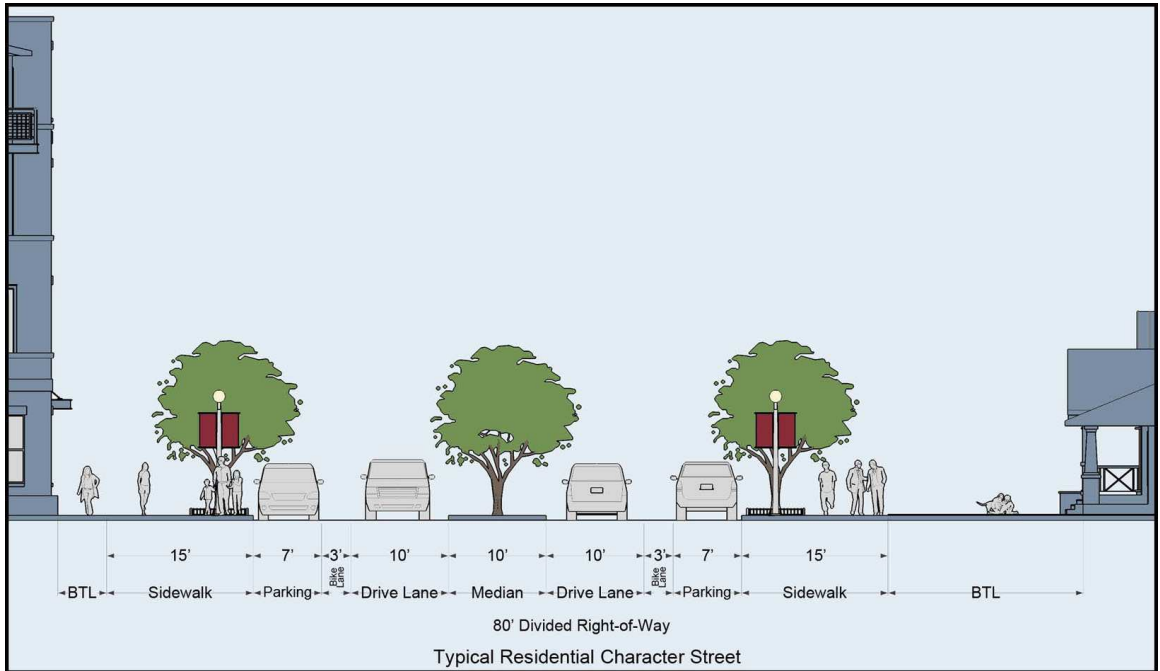 15' 7' 3' 10' 10' 10' 3' 7' 15'
BTL Sidewalk Parking Bike Lane Drive Lane Median Drive Lane Bike Lane Parking Sidewalk BTL
80' Divided Right-of-Way
Typical Residential Character Street